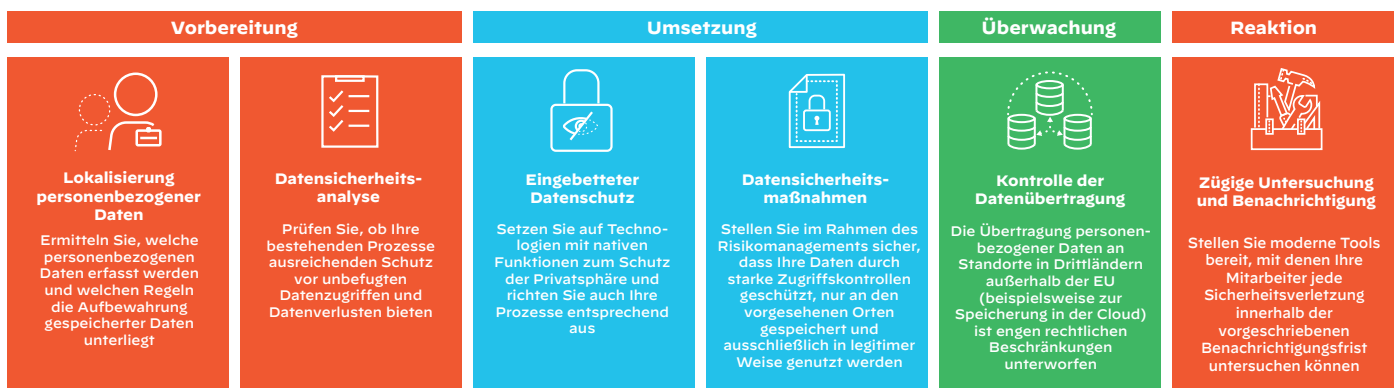 Vorbereitung
Umsetzung
Überwachung
Reaktion
Lokalisierung
personenbezogener
Daten
Ermitteln Sie, welche
personenbezogenen
Daten erfasst werden
und welchen Regeln
die Aufbewahrung
gespeicherter Daten
unterliegt
Datensicherheits-
analyse
Prüfen Sie, ob Ihre
bestehenden Prozesse
ausreichenden Schutz
vor unbefugten
Datenzugriffen und
Datenverlusten bieten
Eingebetteter
Datenschutz
Setzen Sie auf Techno-
logien mit nativen
Funktionen zum Schutz
der Privatsphäre und
richten Sie auch Ihre
Prozesse entsprechend
aus
Datensicherheits-
maßnahmen
Stellen Sie im Rahmen des
Risikomanagements sicher,
dass Ihre Daten durch
starke Zugriffskontrollen
geschützt, nur an den
vorgesehenen Orten
gespeichert und
ausschließlich in legitimer
Weise genutzt werden
Kontrolle der
Datenübertragung
Die Übertragung personen-
bezogener Daten an
Standorte in Drittländern
außerhalb der EU
(beispielsweise zur
Speicherung in der Cloud)
ist engen rechtlichen
Beschränkungen
unterworfen
Zügige Untersuchung
und Benachrichtigung
Stellen Sie moderne Tools
bereit, mit denen Ihre
Mitarbeiter jede
Sicherheitsverletzung
innerhalb der
vorgeschriebenen
Benachrichtigungsfrist
untersuchen können